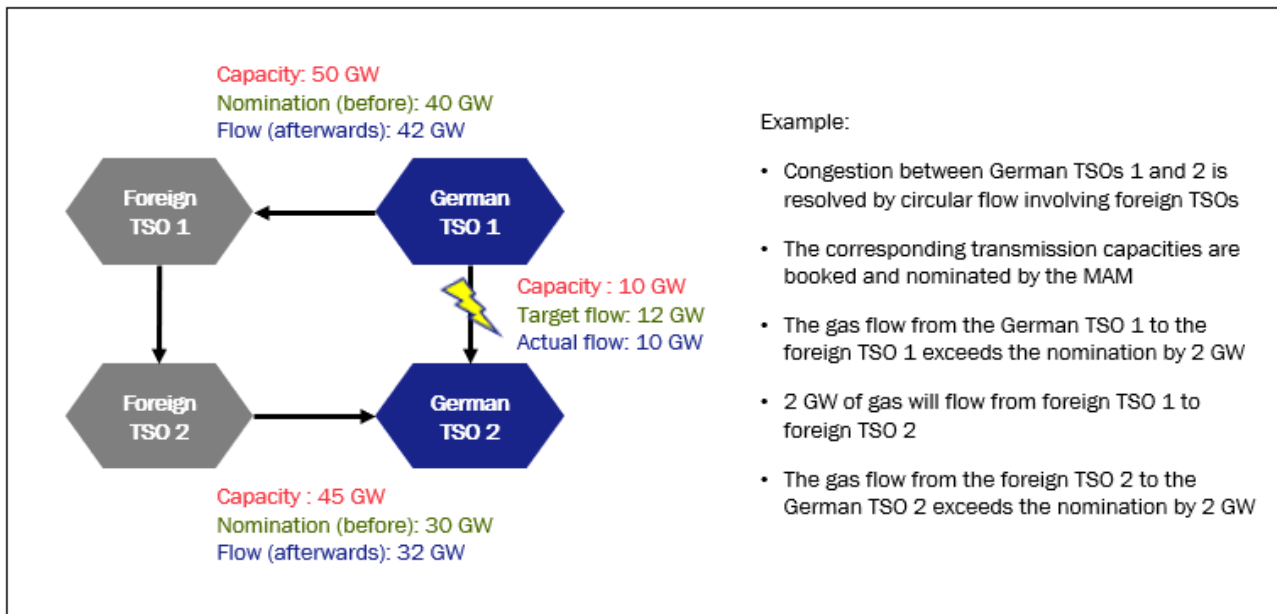 Capacity: 50 GW
Nomination (before): 40 GW
Flow (afterwards): 42 GW
Foreign
TSO 1
German
TSO 1
Capacity : 10 GW
Target flow: 12 GW
Actual flow: 10 GW
Foreign
TSO 2
German
TSO 2
Capacity : 45 GW
Nomination (before): 30 GW
Flow (afterwards): 32 GW
Example:
• Congestion between German TSOs 1 and 2 is
resolved by circular flow involving foreign TSOs
• The corresponding transmission capacities are
booked and nominated by the MAM
• The gas flow from the German TSO 1 to the
foreign TSO 1 exceeds the nomination by 2 GW
• 2 GW of gas will flow from foreign TSO 1 to
foreign TSO 2
• The gas flow from the foreign TSO 2 to the
German TSO 2 exceeds the nomination by 2 GW